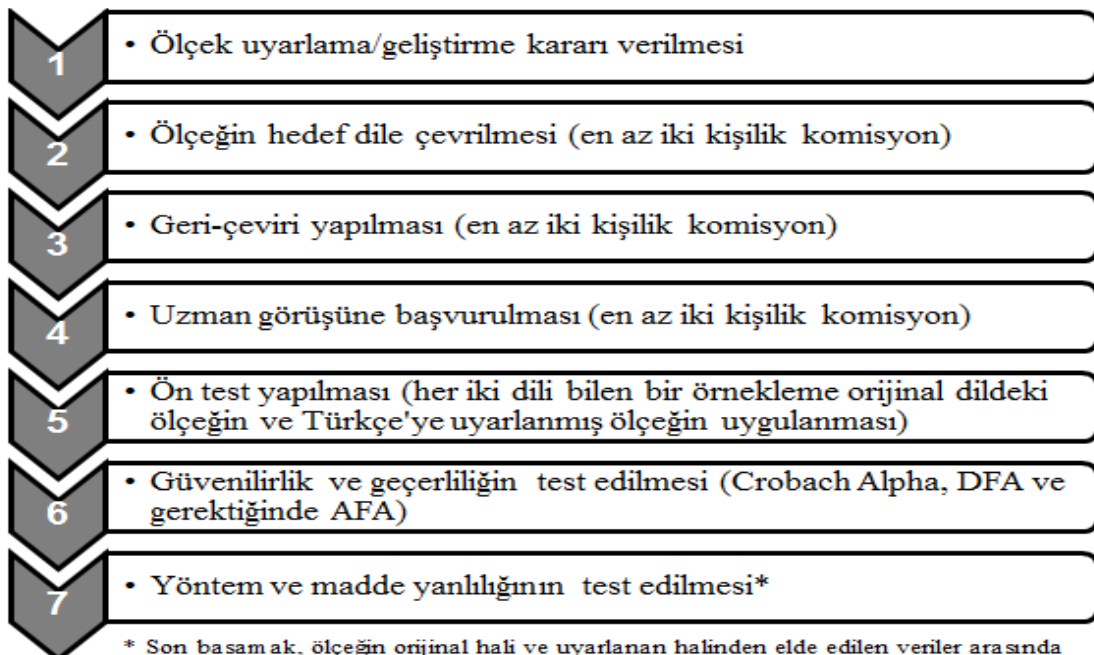 1
• Ölçek uyarlama/geliştirme kararı verilmesi
2
• Ölçeğin hedef dile çevrilmesi (en az iki kişilik komisyon)
3
• Geri-çeviri yapılması (en az iki kişilik komisyon)
4
• Uzman görüşüne başvurulması (en az iki kişilik komisyon)
5
• Ön test yapılması (her iki dili bilen bir örnekleme orijinal dildeki
ölçeğin ve Türkçe'ye uyarlanmış ölçeğin uygulanması)
6
• Güvenilirlik ve geçerliliğin test edilmesi (Crobach Alpha, DFA ve
gerektiğinde AFA)
7
• Yöntem ve madde yanlılığının test edilmesi*
* Son basamak, ölçeğin orijinal hali ve uyarlanan halinden elde edilen veriler arasında